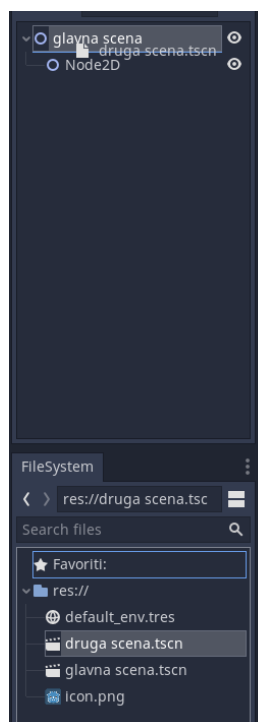 glavna scena
druga scena.tscn
Node2D
FileSystem
res://druga scena.tsc
Search files
Favoriti:
res://
default_env.tres
druga scena.tscn
glavna scena.tscn
icon.png